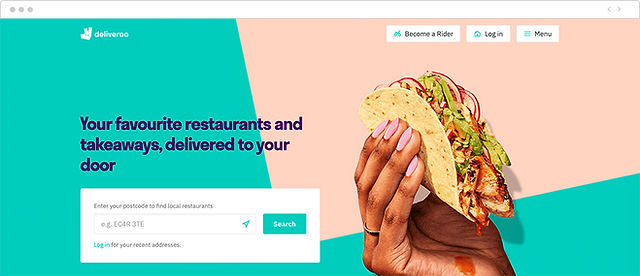 deliveroo
Become a Rider
Log in
Menu
Your favourite restaurants and
takeaways, delivered to your
door
Enter your postcode to find local restaurants
e.g. EC4R 3TE
Search
Log in for your recent addresses.